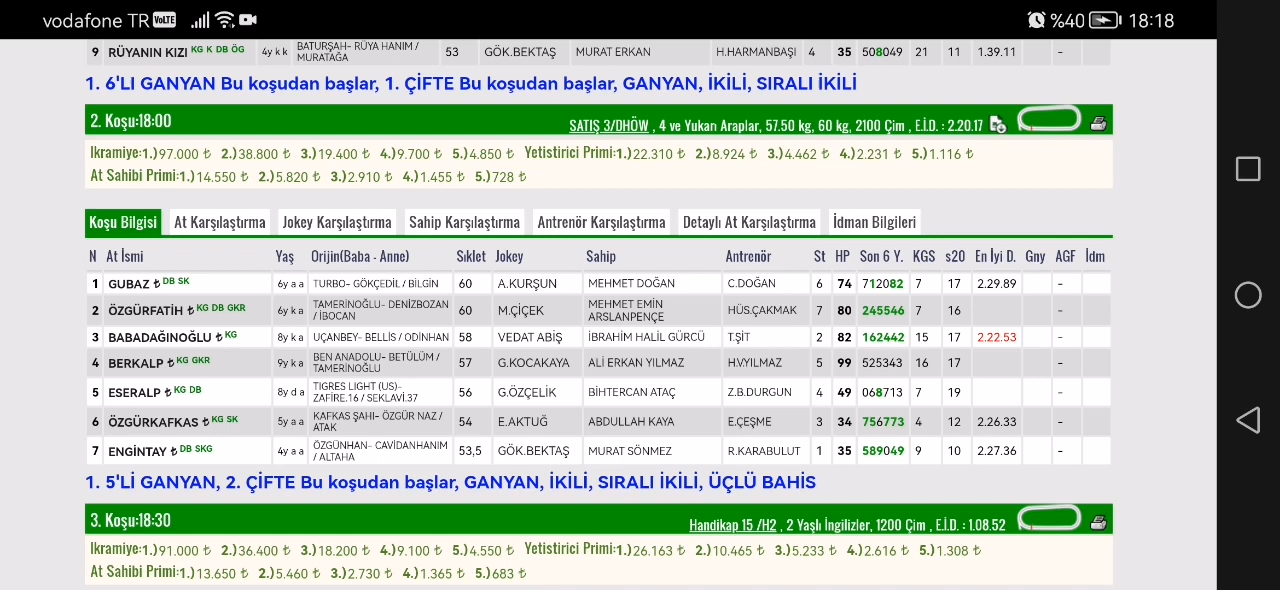 vodafone TR VoLTE %40 18:18
9 RÜYANIN KIZI KG K DB ÖG 4y k k BATURŞAH- RÜYA HANIM / MURATAĞA 53 GÖK.BEKTAŞ MURAT ERKAN H.HARMANBAŞI 4 35 508049 21 11 1.39.11 -
1. 6'LI GANYAN Bu koşudan başlar, 1. ÇİFTE Bu koşudan başlar, GANYAN, İKİLİ, SIRALI İKİLİ
2. Koşu:18:00 SATIŞ 3/DHÖW , 4 ve Yukarı Araplar, 57.50 kg, 60 kg, 2100 Çim , E.İ.D. : 2.20.17
Ikramiye:1.)97.000 ₺ 2.)38.800 ₺ 3.)19.400 ₺ 4.)9.700 ₺ 5.)4.850 ₺ Yetistirici Primi:1.)22.310 ₺ 2.)8.924 ₺ 3.)4.462 ₺ 4.)2.231 ₺ 5.)1.116 ₺
At Sahibi Primi:1.)14.550 ₺ 2.)5.820 ₺ 3.)2.910 ₺ 4.)1.455 ₺ 5.)728 ₺
Koşu Bilgisi At Karşılaştırma Jokey Karşılaştırma Sahip Karşılaştırma Antrenör Karşılaştırma Detaylı At Karşılaştırma İdman Bilgileri
N At İsmi Yaş Orijin(Baba - Anne) Sıklet Jokey Sahip Antrenör St HP Son 6 Y. KGS s20 En İyi D. Gny AGF İdm
1 GUBAZ ₺ DB SK 6y a a TURBO- GÖKÇEDİL / BİLGİN 60 A.KURŞUN MEHMET DOĞAN C.DOĞAN 6 74 712082 7 17 2.29.89 -
2 ÖZGÜRFATİH ₺ KG DB GKR 6y k a TAMERİNOĞLU- DENİZBOZAN / İBOCAN 60 M.ÇİÇEK MEHMET EMİN ARSLANPENÇE HÜS.ÇAKMAK 7 80 245546 7 16 -
3 BABADAĞINOĞLU ₺ KG 8y k a UÇANBEY- BELLİS / ODİNHAN 58 VEDAT ABİŞ İBRAHİM HALİL GÜRCÜ T.ŞİT 2 82 162442 15 17 2.22.53 -
4 BERKALP ₺ KG GKR 9y k a BEN ANADOLU- BETÜLÜM / TAMERİNOĞLU 57 G.KOCAKAYA ALİ ERKAN YILMAZ H.V.YILMAZ 5 99 525343 16 17 -
5 ESERALP ₺ KG DB 8y d a TIGRES LIGHT (US)- ZAFİRE.16 / SEKLAVİ.37 56 G.ÖZÇELİK BİHTERCAN ATAÇ Z.B.DURGUN 4 49 068713 7 19 -
6 ÖZGÜRKAFKAS ₺ KG SK 5y a a KAFKAS ŞAHI- ÖZGÜR NAZ / ATAK 54 E.AKTUĞ ABDULLAH KAYA E.ÇEŞME 3 34 756773 4 12 2.26.33 -
7 ENGİNTAY ₺ DB SKG 4y a a ÖZGÜNHAN- CAVİDANHANIM / ALTAHA 53,5 GÖK.BEKTAŞ MURAT SÖNMEZ R.KARABULUT 1 35 589049 9 10 2.27.36 -
1. 5'Lİ GANYAN, 2. ÇİFTE Bu koşudan başlar, GANYAN, İKİLİ, SIRALI İKİLİ, ÜÇLÜ BAHİS
3. Koşu:18:30 Handikap 15 /H2 , 2 Yaşlı İngilizler, 1200 Çim , E.İ.D. : 1.08.52
Ikramiye:1.)91.000 ₺ 2.)36.400 ₺ 3.)18.200 ₺ 4.)9.100 ₺ 5.)4.550 ₺ Yetistirici Primi:1.)26.163 ₺ 2.)10.465 ₺ 3.)5.233 ₺ 4.)2.616 ₺ 5.)1.308 ₺
At Sahibi Primi:1.)13.650 ₺ 2.)5.460 ₺ 3.)2.730 ₺ 4.)1.365 ₺ 5.)683 ₺